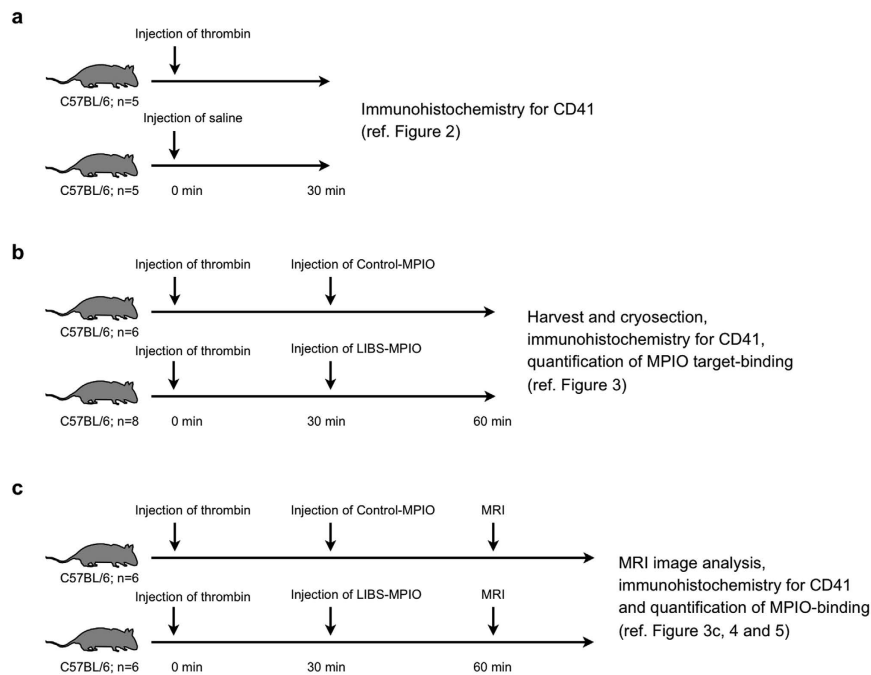 a
Injection of thrombin
C57BL/6; n=5
Injection of saline
C57BL/6; n=5
0 min
30 min
Immunohistochemistry for CD41
(ref. Figure 2)
b
Injection of thrombin
Injection of Control-MPIO
C57BL/6; n=6
Injection of thrombin
Injection of LIBS-MPIO
C57BL/6; n=8
0 min
30 min
60 min
Harvest and cryosection,
immunohistochemistry for CD41,
quantification of MPIO target-binding
(ref. Figure 3)
c
Injection of thrombin
Injection of Control-MPIO
MRI
C57BL/6; n=6
Injection of thrombin
Injection of LIBS-MPIO
MRI
C57BL/6; n=6
0 min
30 min
60 min
MRI image analysis,
immunohistochemistry for CD41
and quantification of MPIO-binding
(ref. Figure 3c, 4 and 5)